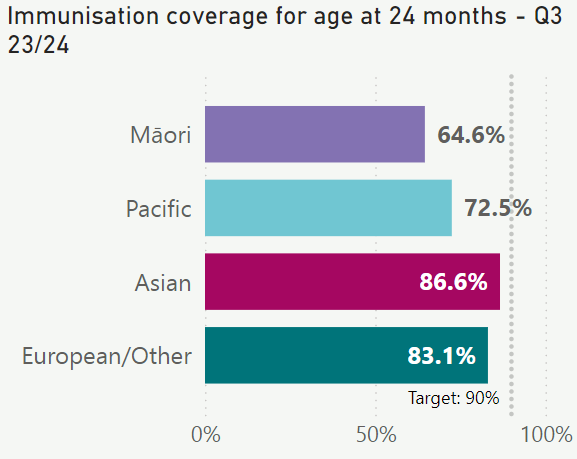 Immunisation coverage for age at 24 months - Q3
23/24
Māori 64.6%
Pacific 72.5%
Asian 86.6%
European/Other 83.1%
Target: 90%
0% 50% 100%